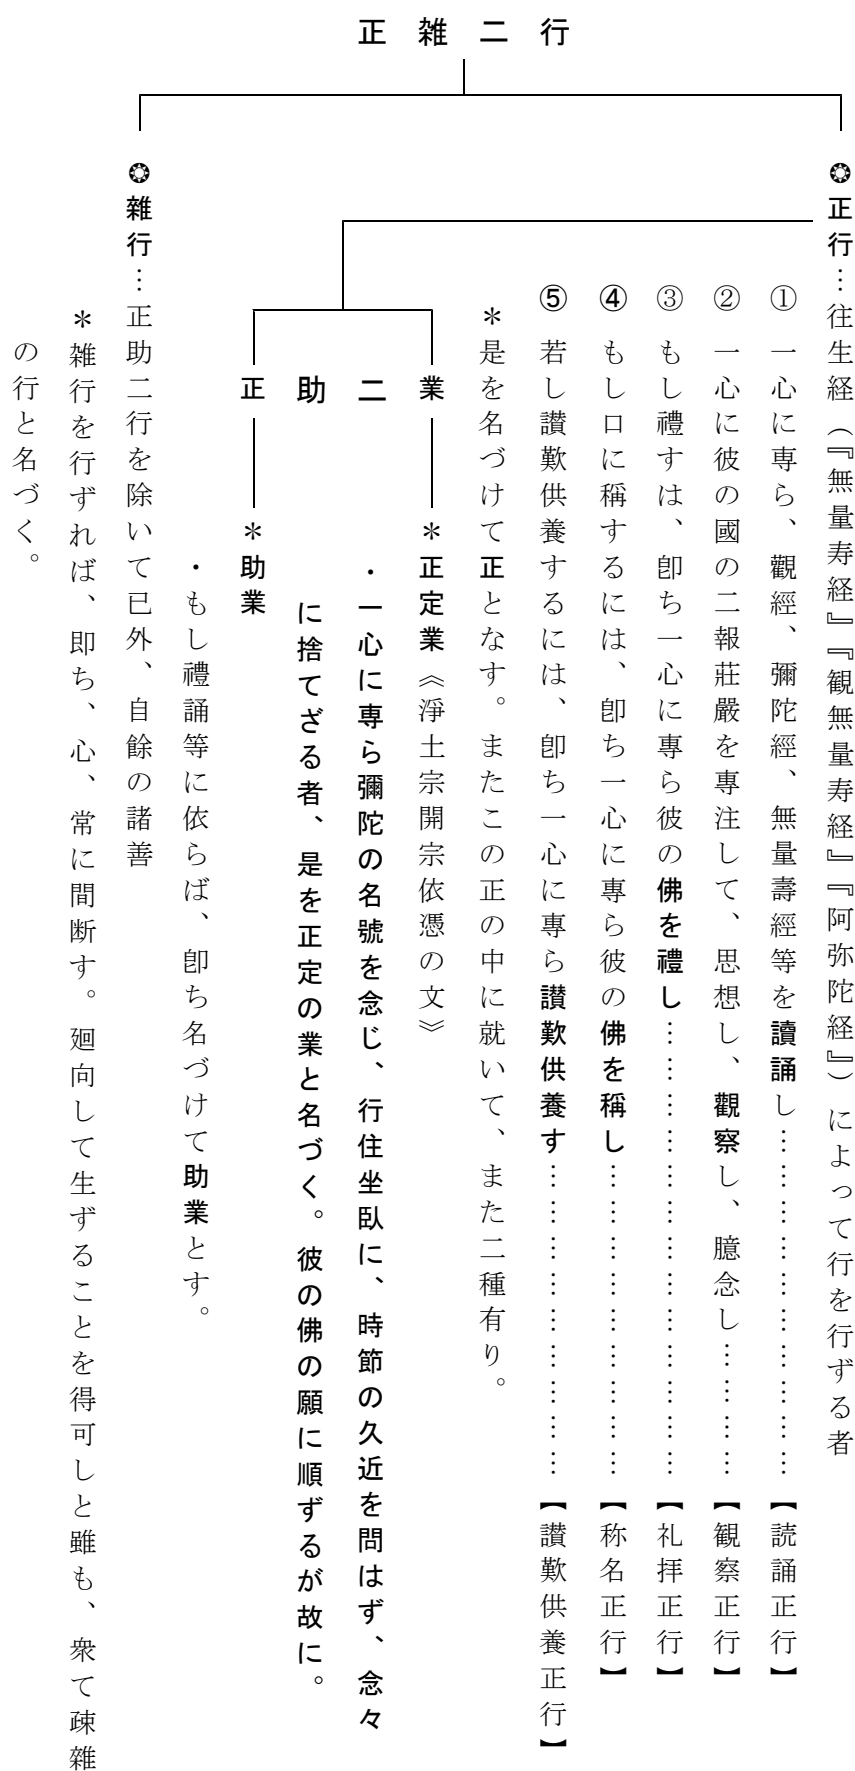 正雑二行
❂正行…往生経（『無量寿経』『観無量寿経』『阿弥陀経』）によって行を行ずる者
① 一心に専ら、觀經、彌陀經、無量壽經等を讀誦し………………………………【読誦正行】
② 一心に彼の國の二報莊嚴を專注して、思想し、觀察し、臆念し…………【観察正行】
③ もし禮すは、卽ち一心に專ら彼の佛を禮し…………………………………【礼拝正行】
④ もし口に稱するには、卽ち一心に專ら彼の佛を稱し………………………【称名正行】
⑤ 若し讃歎供養するには、卽ち一心に專ら讃歎供養す………………………【讃歎供養正行】
＊是を名づけて正となす。またこの正の中に就いて、また二種有り。
正助二業
＊正定業《淨土宗開宗依憑の文》
・一心に専ら彌陀の名號を念じ、行住坐臥に、時節の久近を問はず、念々
に捨てざる者、是を正定の業と名づく。彼の佛の願に順ずるが故に。
＊助業
・もし禮誦等に依らば、卽ち名づけて助業とす。
❂雜行…正助二行を除いて已外、自餘の諸善
＊雑行を行ずれば、即ち、心、常に間断す。廻向して生ずることを得可しと雖も、衆て疎雜
の行と名づく。